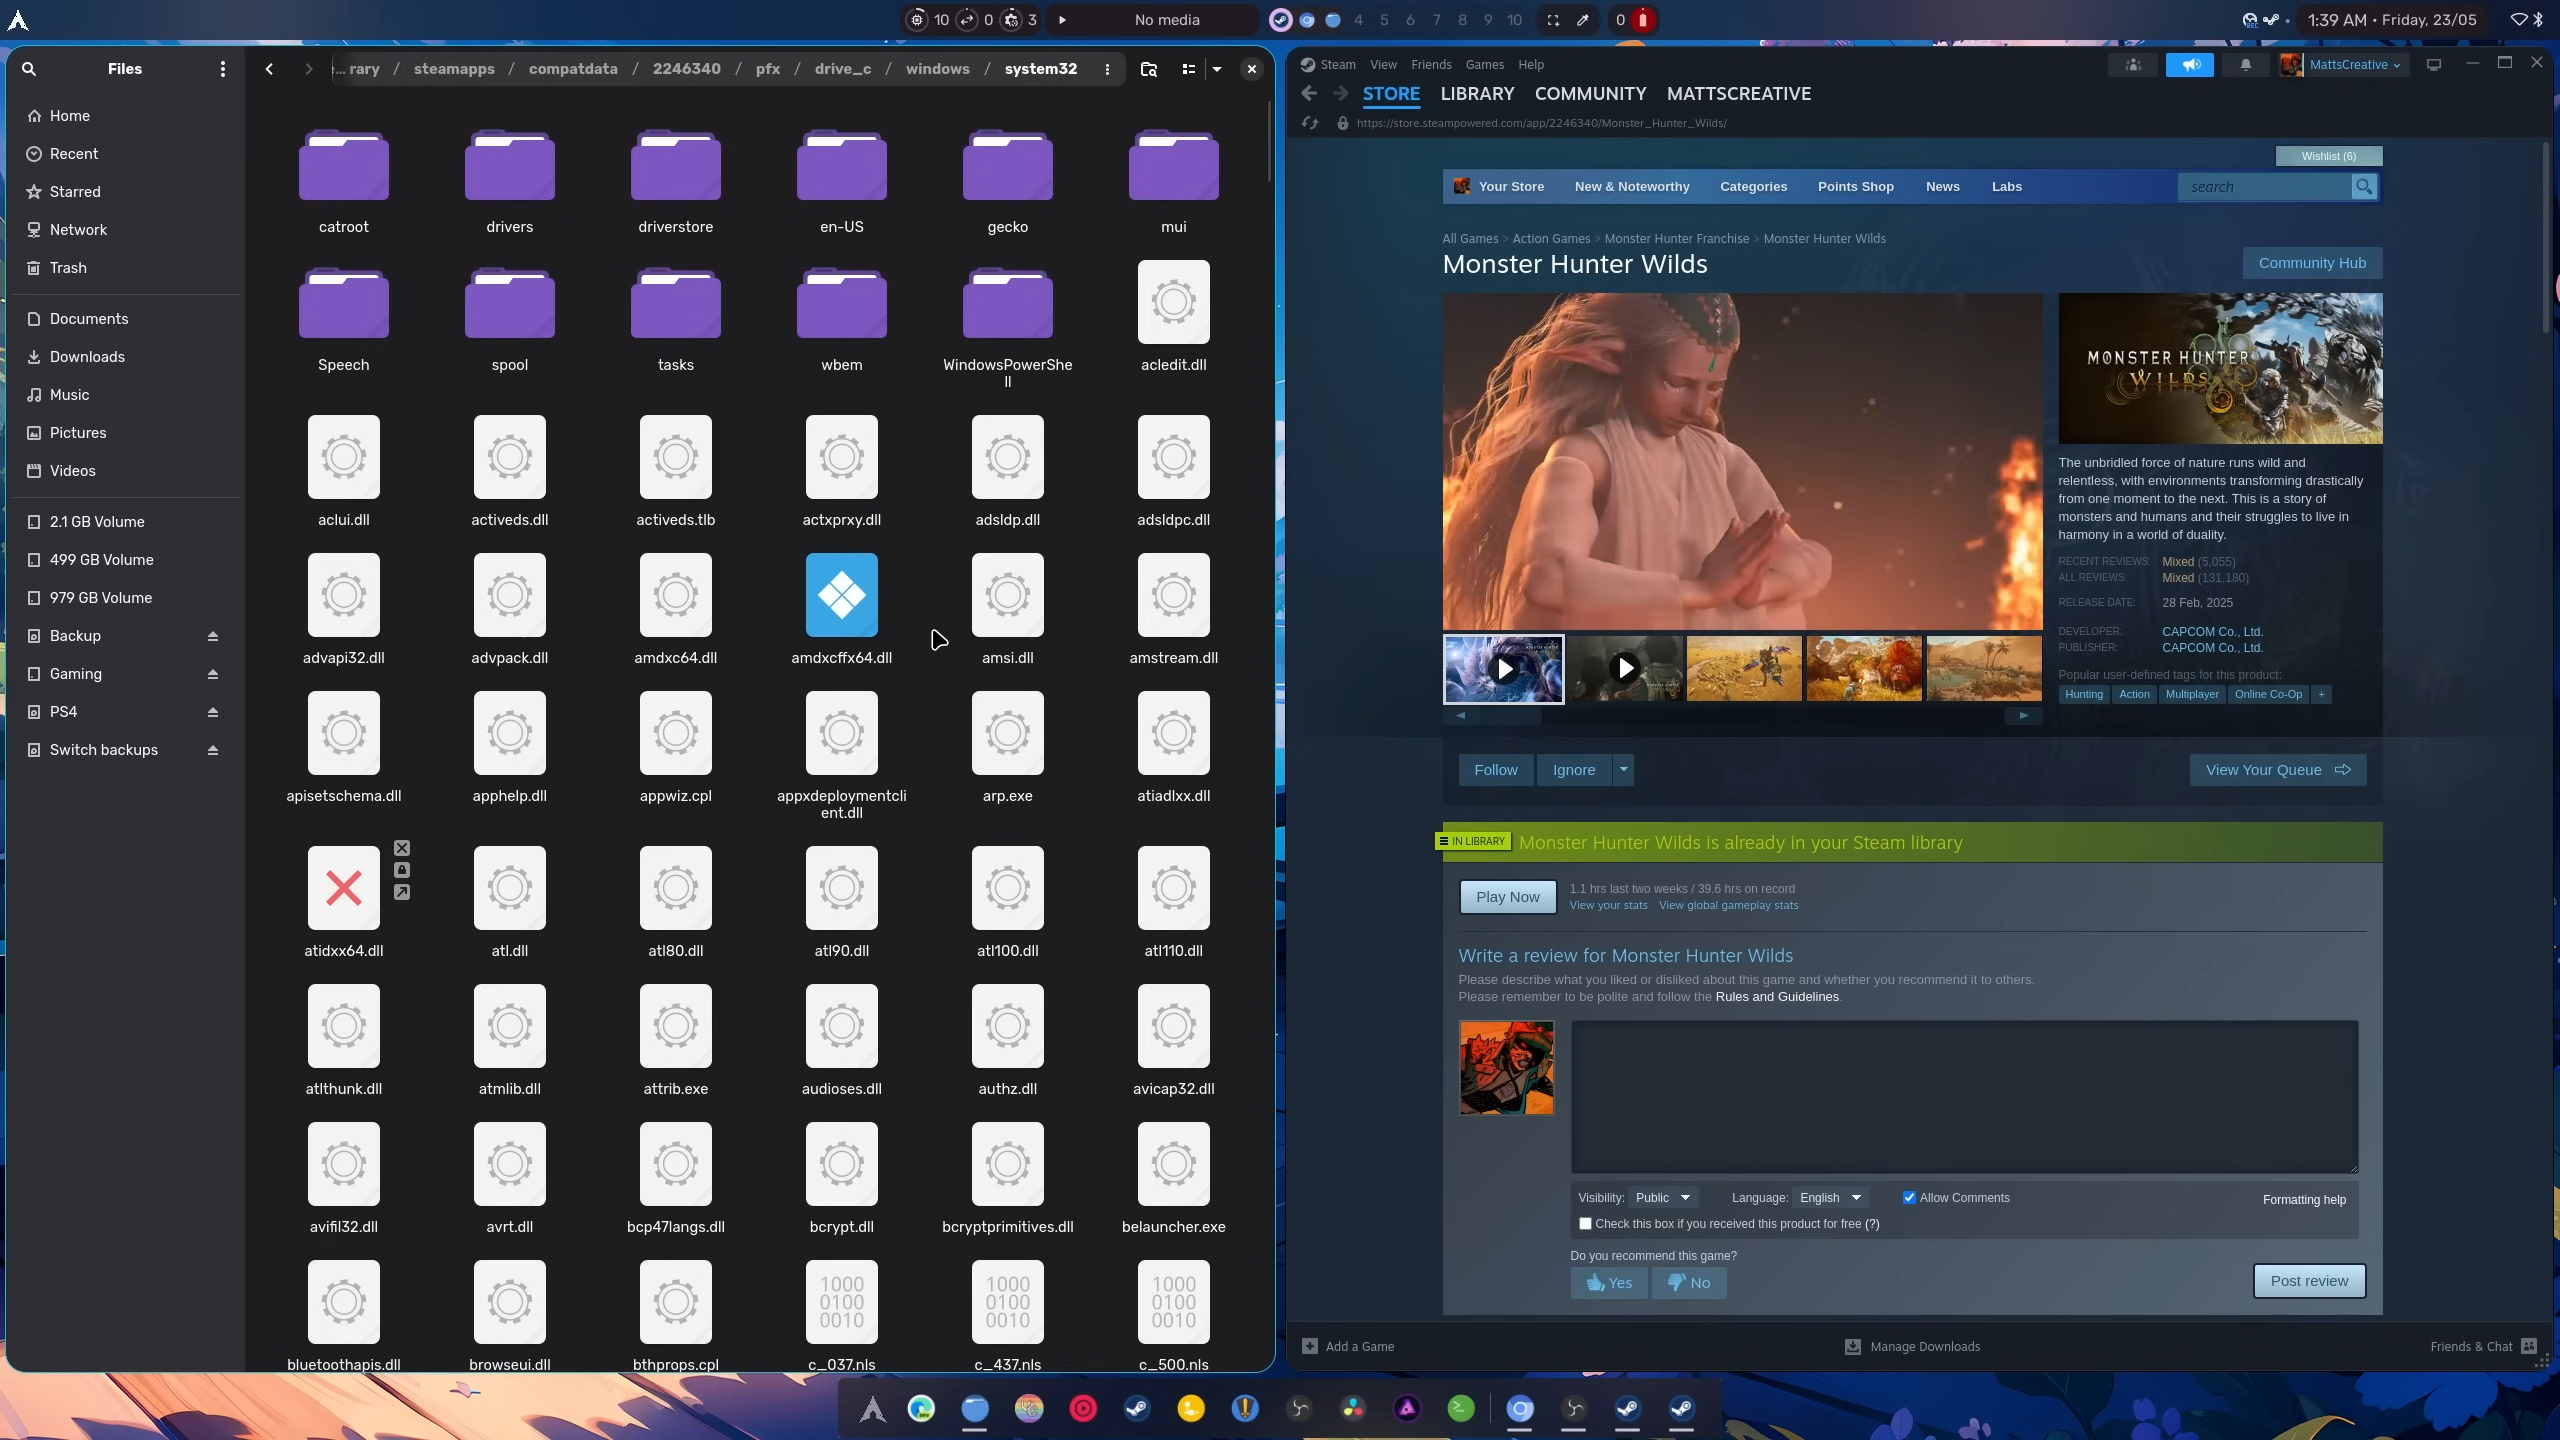 10 0 3
No media
4 5 6 7 8 9 10
0
1:39 AM • Friday, 23/05
Files
Home
Recent
Starred
Network
Trash
Documents
Downloads
Music
Pictures
Videos
2.1 GB Volume
499 GB Volume
979 GB Volume
Backup
Gaming
PS4
Switch backups
...rary / steamapps / compatdata / 2246340 / pfx / drive_c / windows / system32
catroot drivers driverstore en-US gecko mui
Speech spool tasks wbem WindowsPowerShe acledit.dll
ll
aclui.dll activeds.dll activeds.tlb actxprxy.dll adsldp.dll adsldpc.dll
advapi32.dll advpack.dll amdxc64.dll amdxcffx64.dll amsi.dll amstream.dll
apisetschema.dll apphelp.dll appwiz.cpl appxdeploymentcli arp.exe atiadlxx.dll
ent.dll
atidxx64.dll atl.dll atl80.dll atl90.dll atl100.dll atl110.dll
atlthunk.dll atmlib.dll attrib.exe audioses.dll authz.dll avicap32.dll
avifil32.dll avrt.dll bcp47langs.dll bcrypt.dll bcryptprimitives.dll belauncher.exe
1000 1000 1000
0100 0100 0100
0010 0010 0010
bluetoothapis.dll browseui.dll bthprops.cpl c_037.nls c_437.nls c_500.nls
Steam View Friends Games Help
MattsCreative
STORE LIBRARY COMMUNITY MATTSCREATIVE
https://store.steampowered.com/app/2246340/Monster_Hunter_Wilds/
Wishlist (6)
Your Store New & Noteworthy Categories Points Shop News Labs
search
All Games > Action Games > Monster Hunter Franchise > Monster Hunter Wilds
Monster Hunter Wilds
Community Hub
MONSTER HUNTER
WILDS
The unbridled force of nature runs wild and
relentless, with environments transforming drastically
from one moment to the next. This is a story of
monsters and humans and their struggles to live in
harmony in a world of duality.
RECENT REVIEWS: Mixed (5,055)
ALL REVIEWS: Mixed (131,180)
RELEASE DATE: 28 Feb, 2025
DEVELOPER: CAPCOM Co., Ltd.
PUBLISHER: CAPCOM Co., Ltd.
Popular user-defined tags for this product:
Hunting Action Multiplayer Online Co-Op +
Follow Ignore
View Your Queue
IN LIBRARY Monster Hunter Wilds is already in your Steam library
Play Now
1.1 hrs last two weeks / 39.6 hrs on record
View your stats View global gameplay stats
Write a review for Monster Hunter Wilds
Please describe what you liked or disliked about this game and whether you recommend it to others.
Please remember to be polite and follow the Rules and Guidelines.
Visibility: Public Language: English Allow Comments Formatting help
Check this box if you received this product for free (?)
Do you recommend this game?
Yes No
Post review
Add a Game
Manage Downloads
Friends & Chat